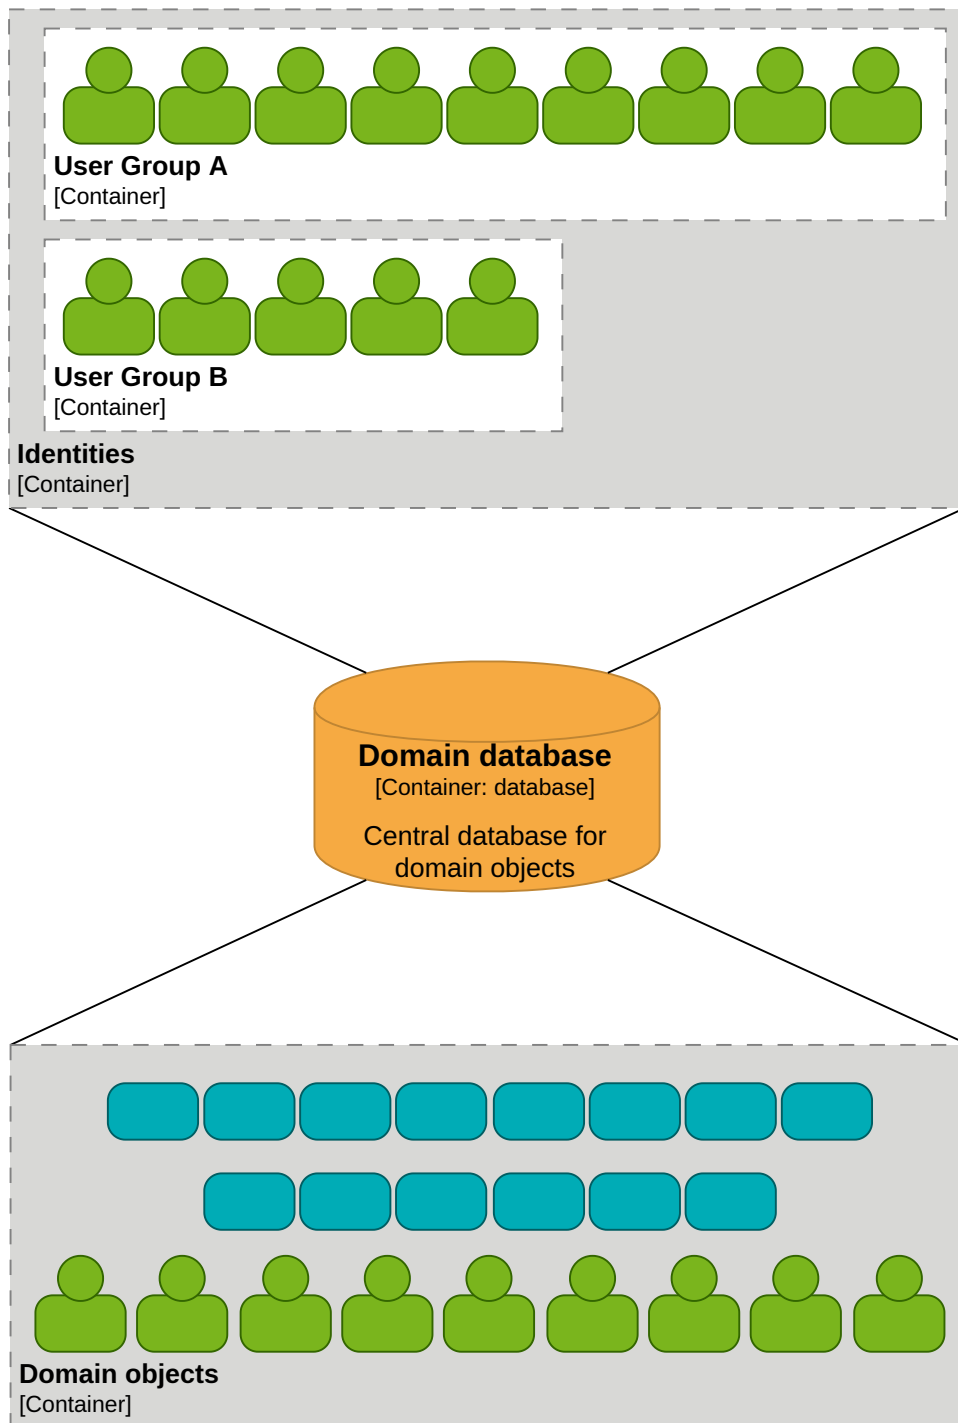 User Group A
[Container]
User Group B
[Container]
Identities
[Container]
Domain database
[Container: database]
Central database for
domain objects
Domain objects
[Container]